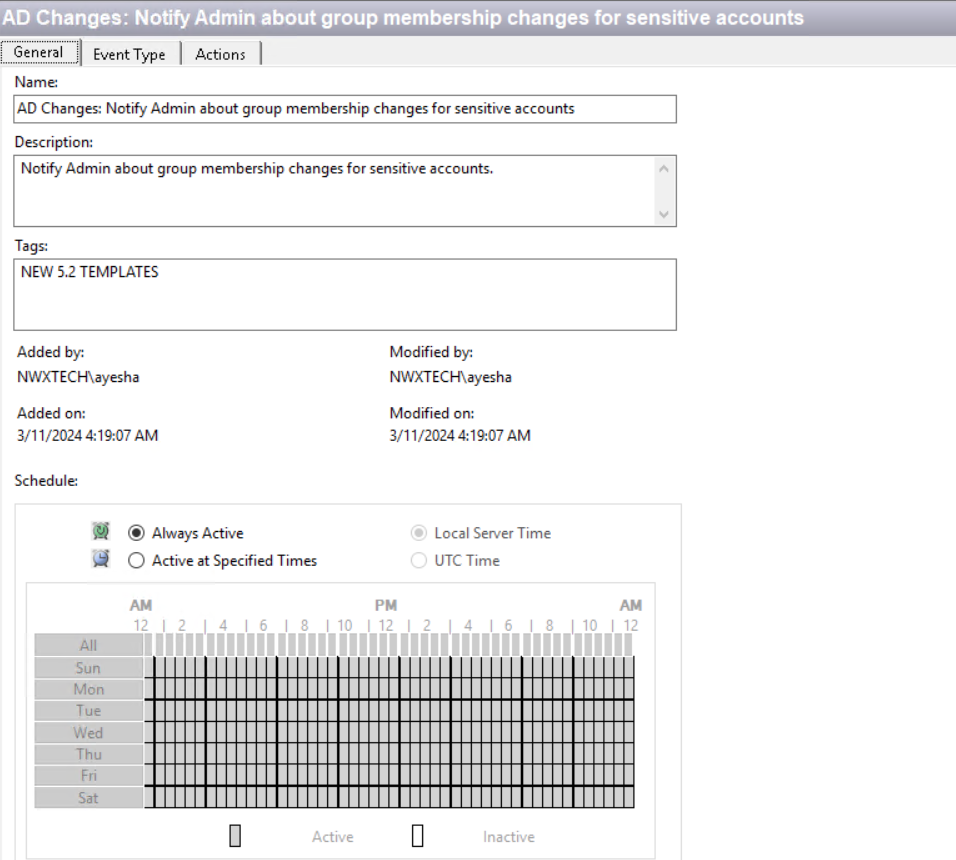 AD Changes: Notify Admin about group membership changes for sensitive accounts
General Event Type Actions
Name:
AD Changes: Notify Admin about group membership changes for sensitive accounts
Description:
Notify Admin about group membership changes for sensitive accounts.
Tags:
NEW 5.2 TEMPLATES
Added by: Modified by:
NWXTECH\ayesha NWXTECH\ayesha
Added on: Modified on:
3/11/2024 4:19:07 AM 3/11/2024 4:19:07 AM
Schedule:
Always Active Local Server Time
Active at Specified Times UTC Time
AM PM AM
12 | 2 | 4 | 6 | 8 | 10 | 12 | 2 | 4 | 6 | 8 | 10 | 12
All
Sun
Mon
Tue
Wed
Thu
Fri
Sat
Active Inactive